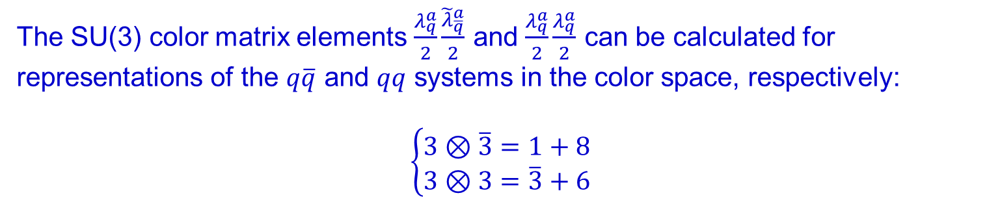 The SU(3) color matrix elements $\frac{\lambda_q^a}{2}\frac{\tilde{\lambda}_{\bar{q}}^a}{2}$ and $\frac{\lambda_q^a}{2}\frac{\lambda_q^a}{2}$ can be calculated for
representations of the $q\bar{q}$ and $qq$ systems in the color space, respectively:
$\begin{cases} 3 \otimes \bar{3} = 1 + 8 \\ 3 \otimes 3 = \bar{3} + 6 \end{cases}$